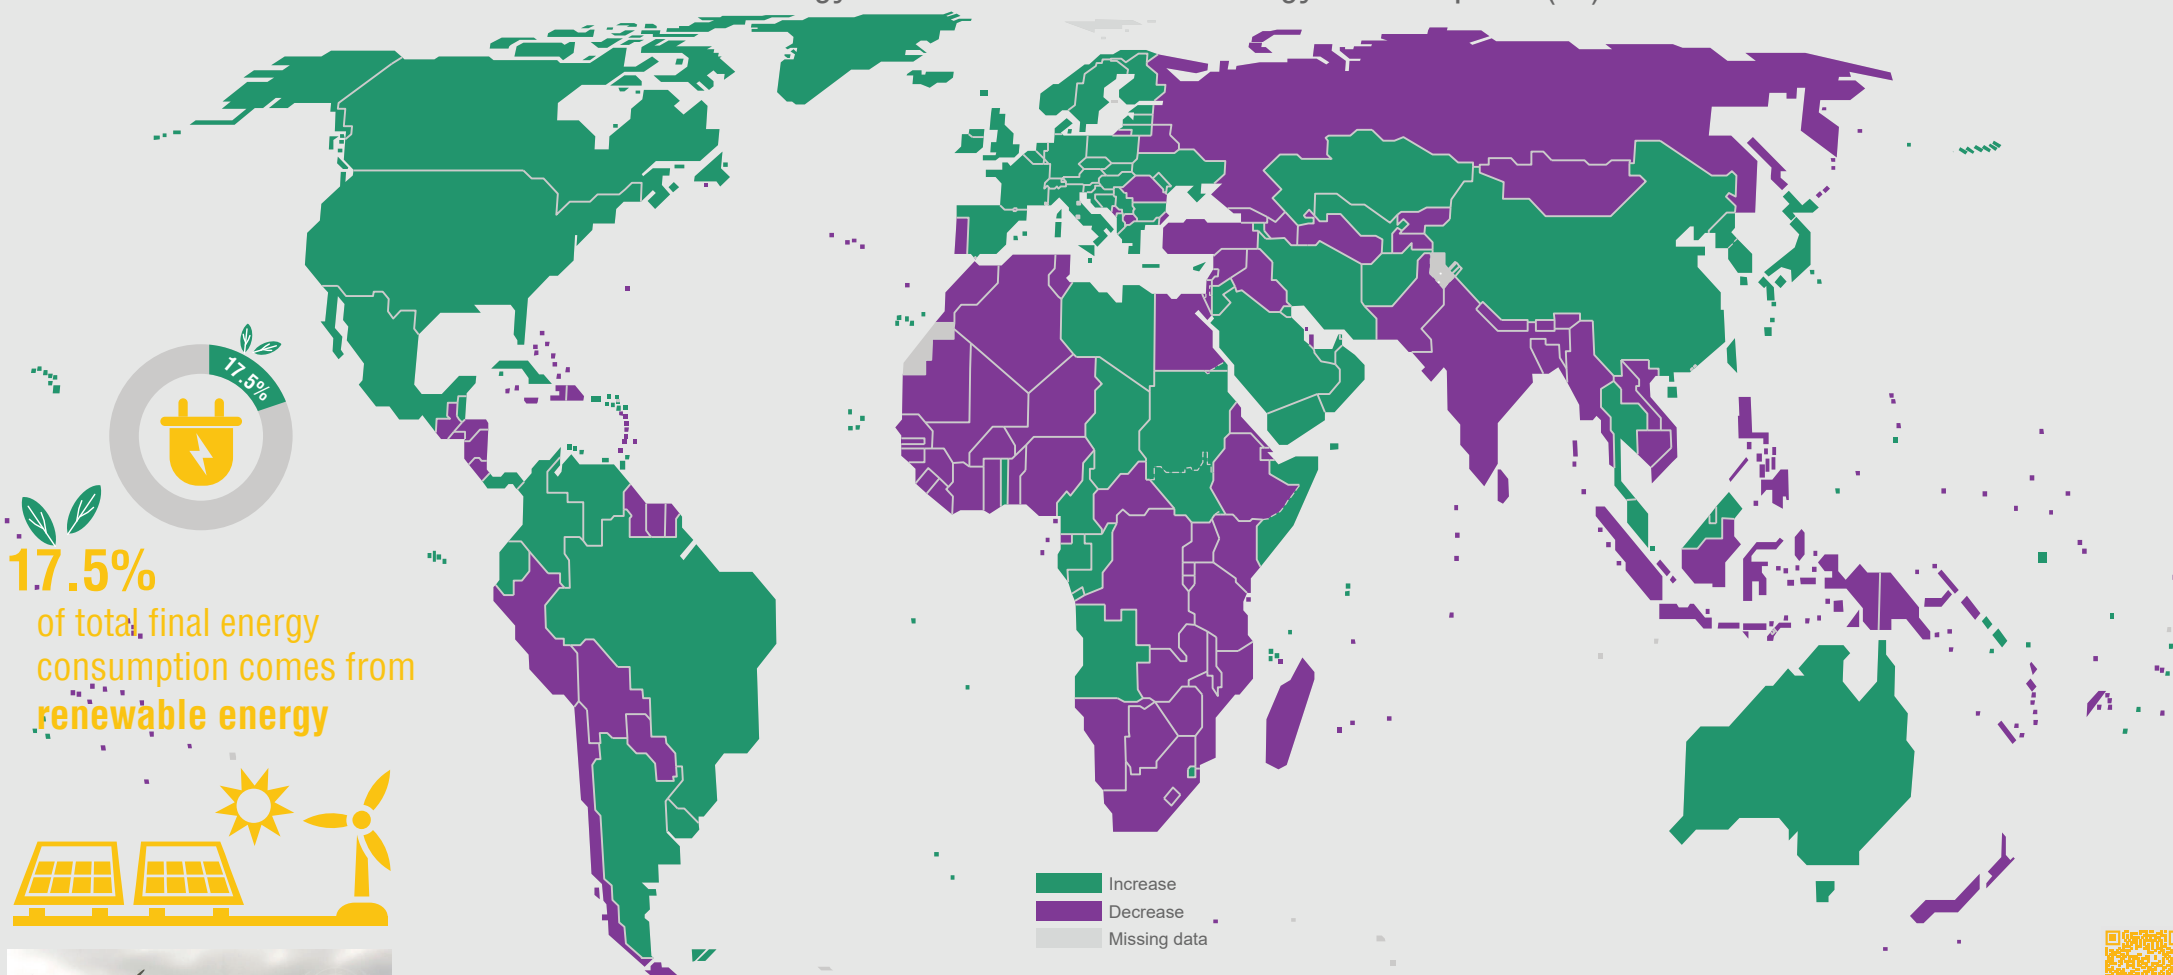 17.5%
17.5%
of total final energy
consumption comes from
renewable energy
Increase
Decrease
Missing data